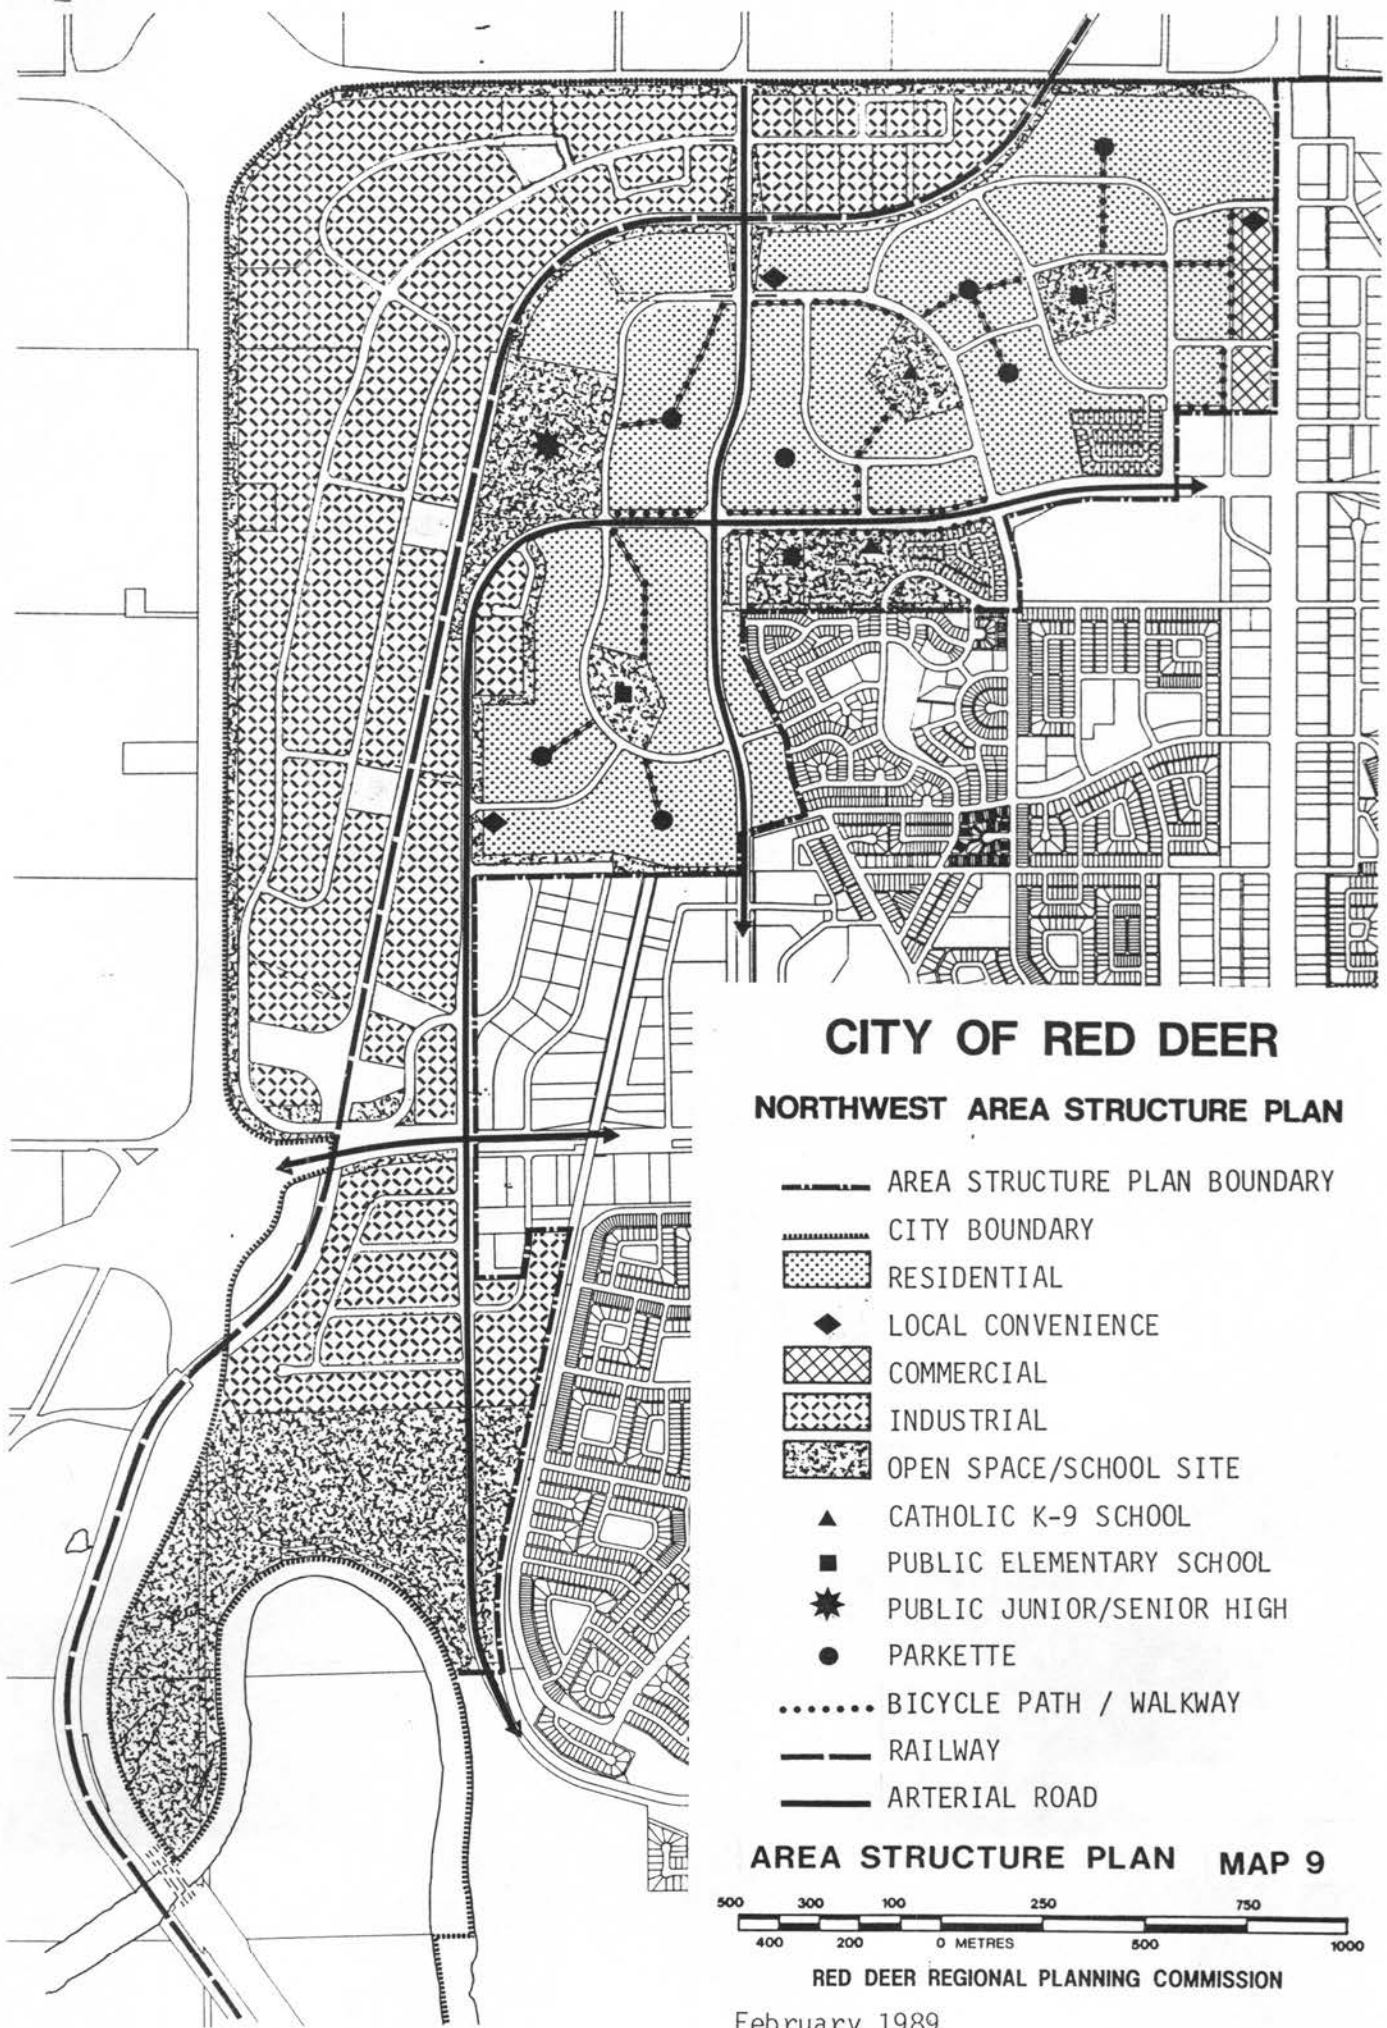 CITY OF RED DEER
NORTHWEST AREA STRUCTURE PLAN
AREA STRUCTURE PLAN BOUNDARY
CITY BOUNDARY
RESIDENTIAL
LOCAL CONVENIENCE
COMMERCIAL
INDUSTRIAL
OPEN SPACE/SCHOOL SITE
CATHOLIC K-9 SCHOOL
PUBLIC ELEMENTARY SCHOOL
PUBLIC JUNIOR/SENIOR HIGH
PARKETTE
BICYCLE PATH / WALKWAY
RAILWAY
ARTERIAL ROAD
AREA STRUCTURE PLAN MAP 9
500 300 100 250 750
400 200 0 METRES 500 1000
RED DEER REGIONAL PLANNING COMMISSION
February 1989